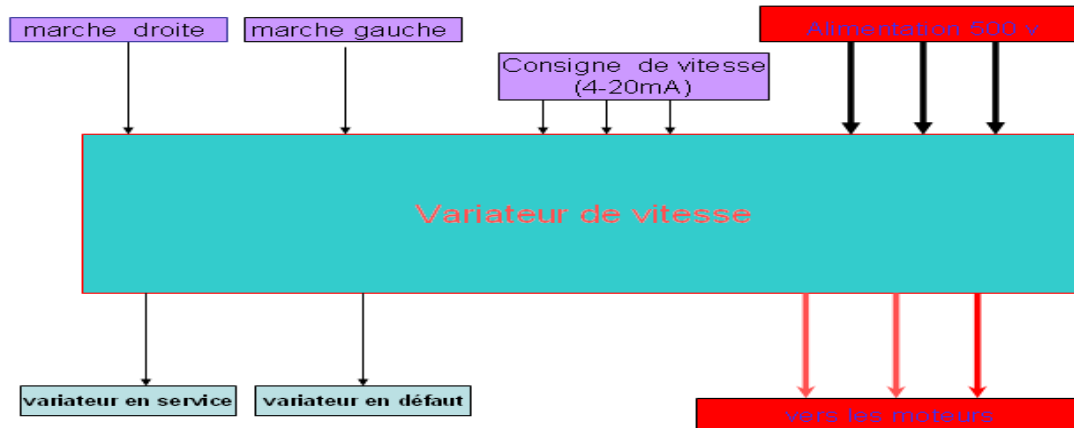 marche droite
marche gauche
Alimentation 500 v
Consigne de vitesse
(4-20mA)
Variateur de vitesse
variateur en service
variateur en défaut
vers les moteurs